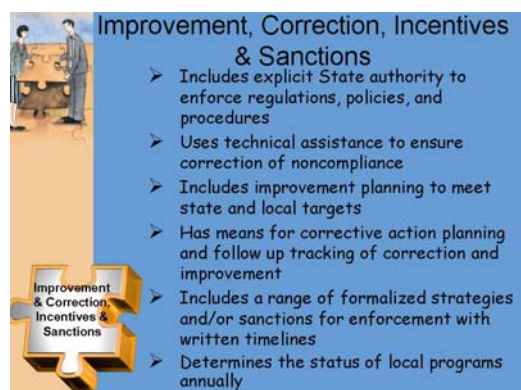 Improvement, Correction, Incentives
& Sanctions
➢ Includes explicit State authority to
enforce regulations, policies, and
procedures
➢ Uses technical assistance to ensure
correction of noncompliance
➢ Includes improvement planning to meet
state and local targets
➢ Has means for corrective action planning
and follow up tracking of correction and
improvement
➢ Includes a range of formalized strategies
and/or sanctions for enforcement with
written timelines
➢ Determines the status of local programs
annually
Improvement
& Correction,
Incentives &
Sanctions